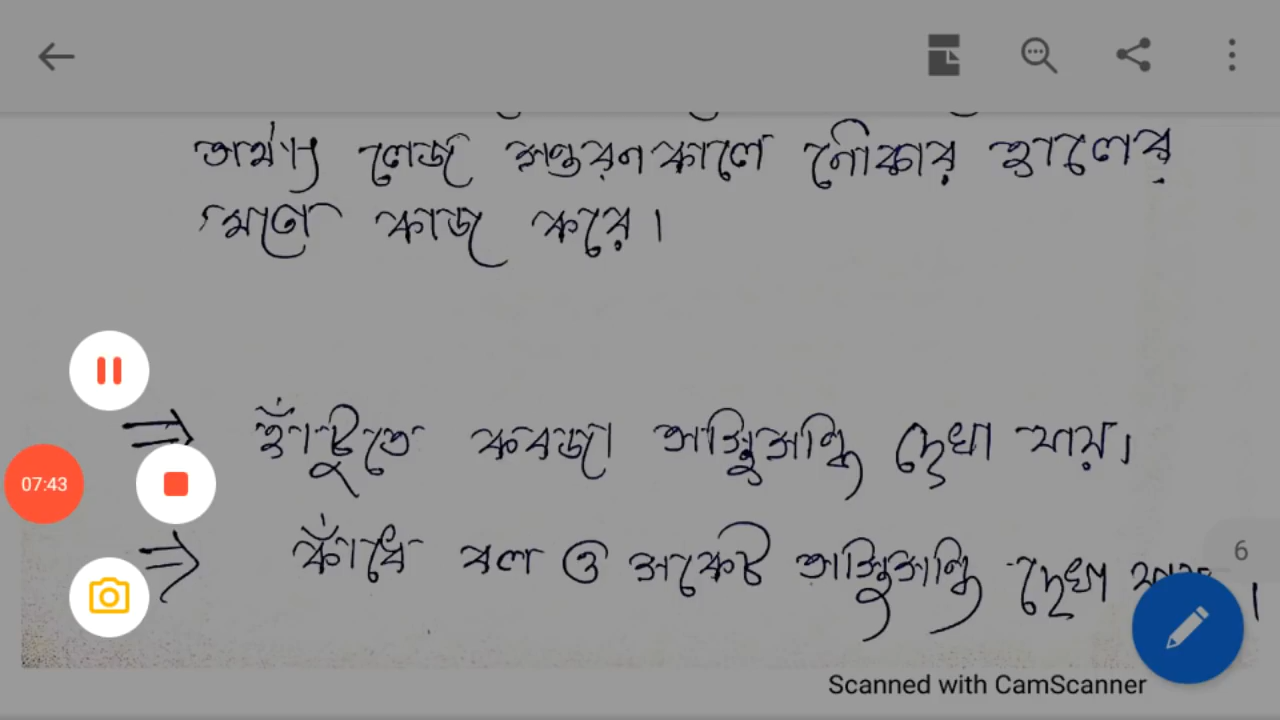 অর্থাৎ লেজ সন্তরণকালে নৌকার হালের
মতো কাজ করে।
⇒ হাঁটুতে কবজা অস্থিসন্ধি দেখা যায়।
07:43
⇒ কাঁধে বল ও সকেট অস্থিসন্ধি দেখা যায়।
6
Scanned with CamScanner